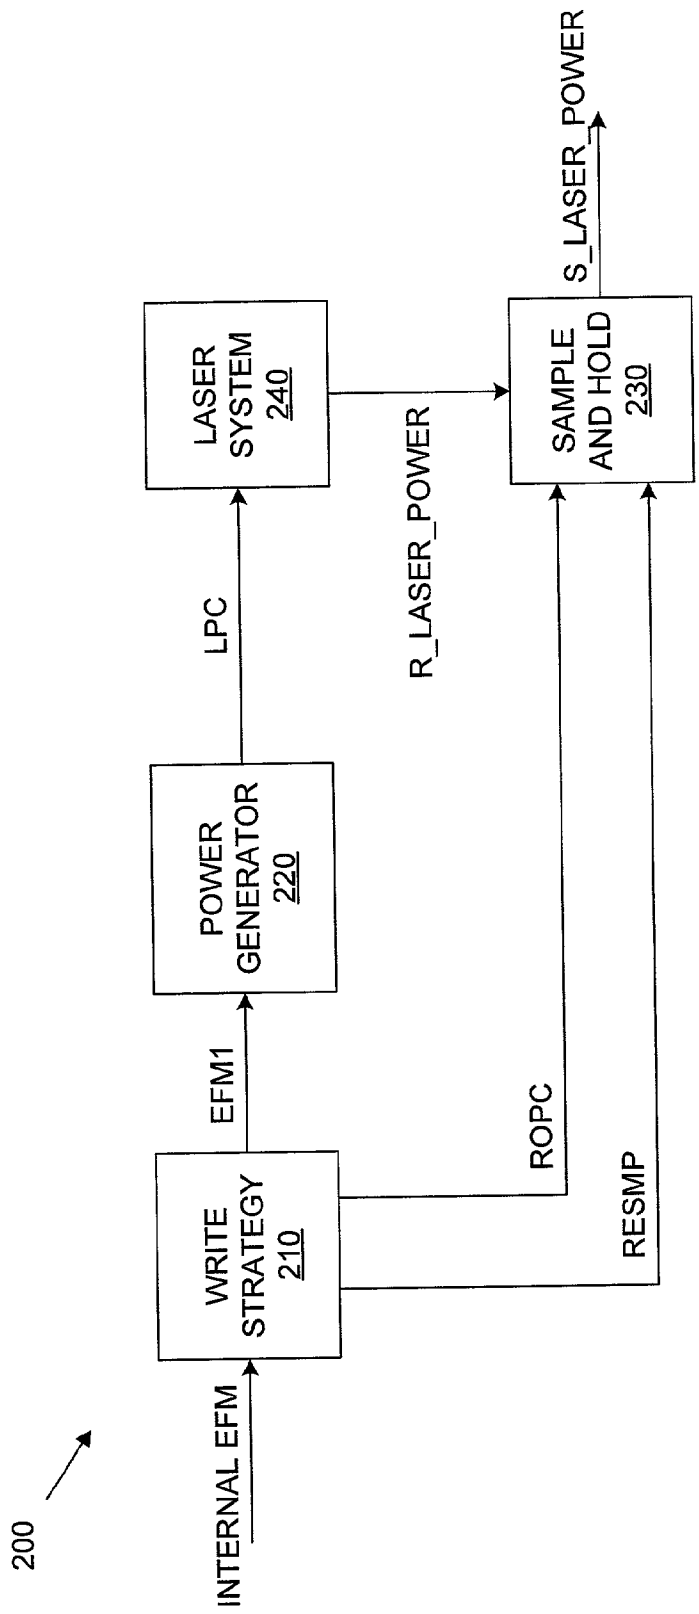 200
INTERNAL EFM
WRITE
STRATEGY
210
EFM1
POWER
GENERATOR
220
LPC
LASER
SYSTEM
240
R_LASER_POWER
ROPC
RESMP
SAMPLE
AND HOLD
230
S_LASER_POWER